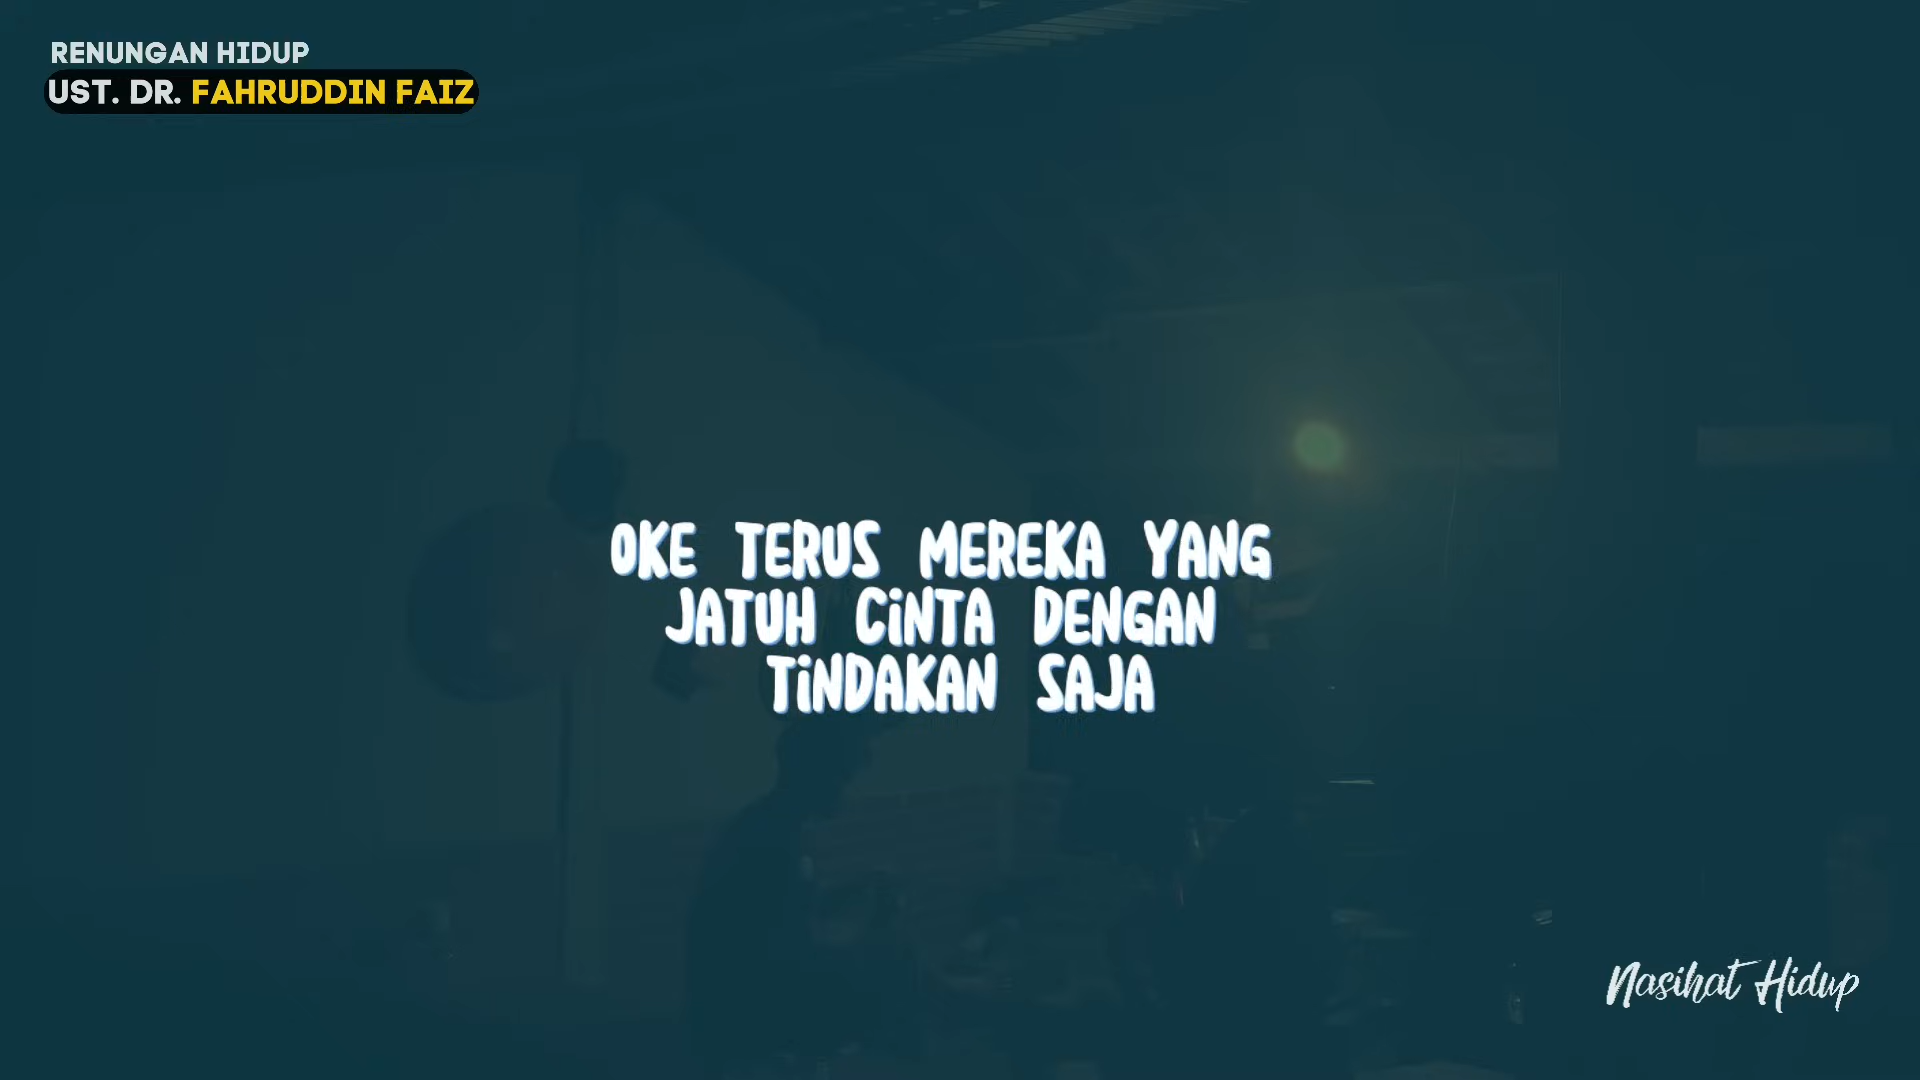 RENUNGAN HIDUP
UST. DR. FAHRUDDIN FAIZ
OKE TERUS MEREKA YANG
JATUH CINTA DENGAN
TINDAKAN SAJA
Nasihat Hidup